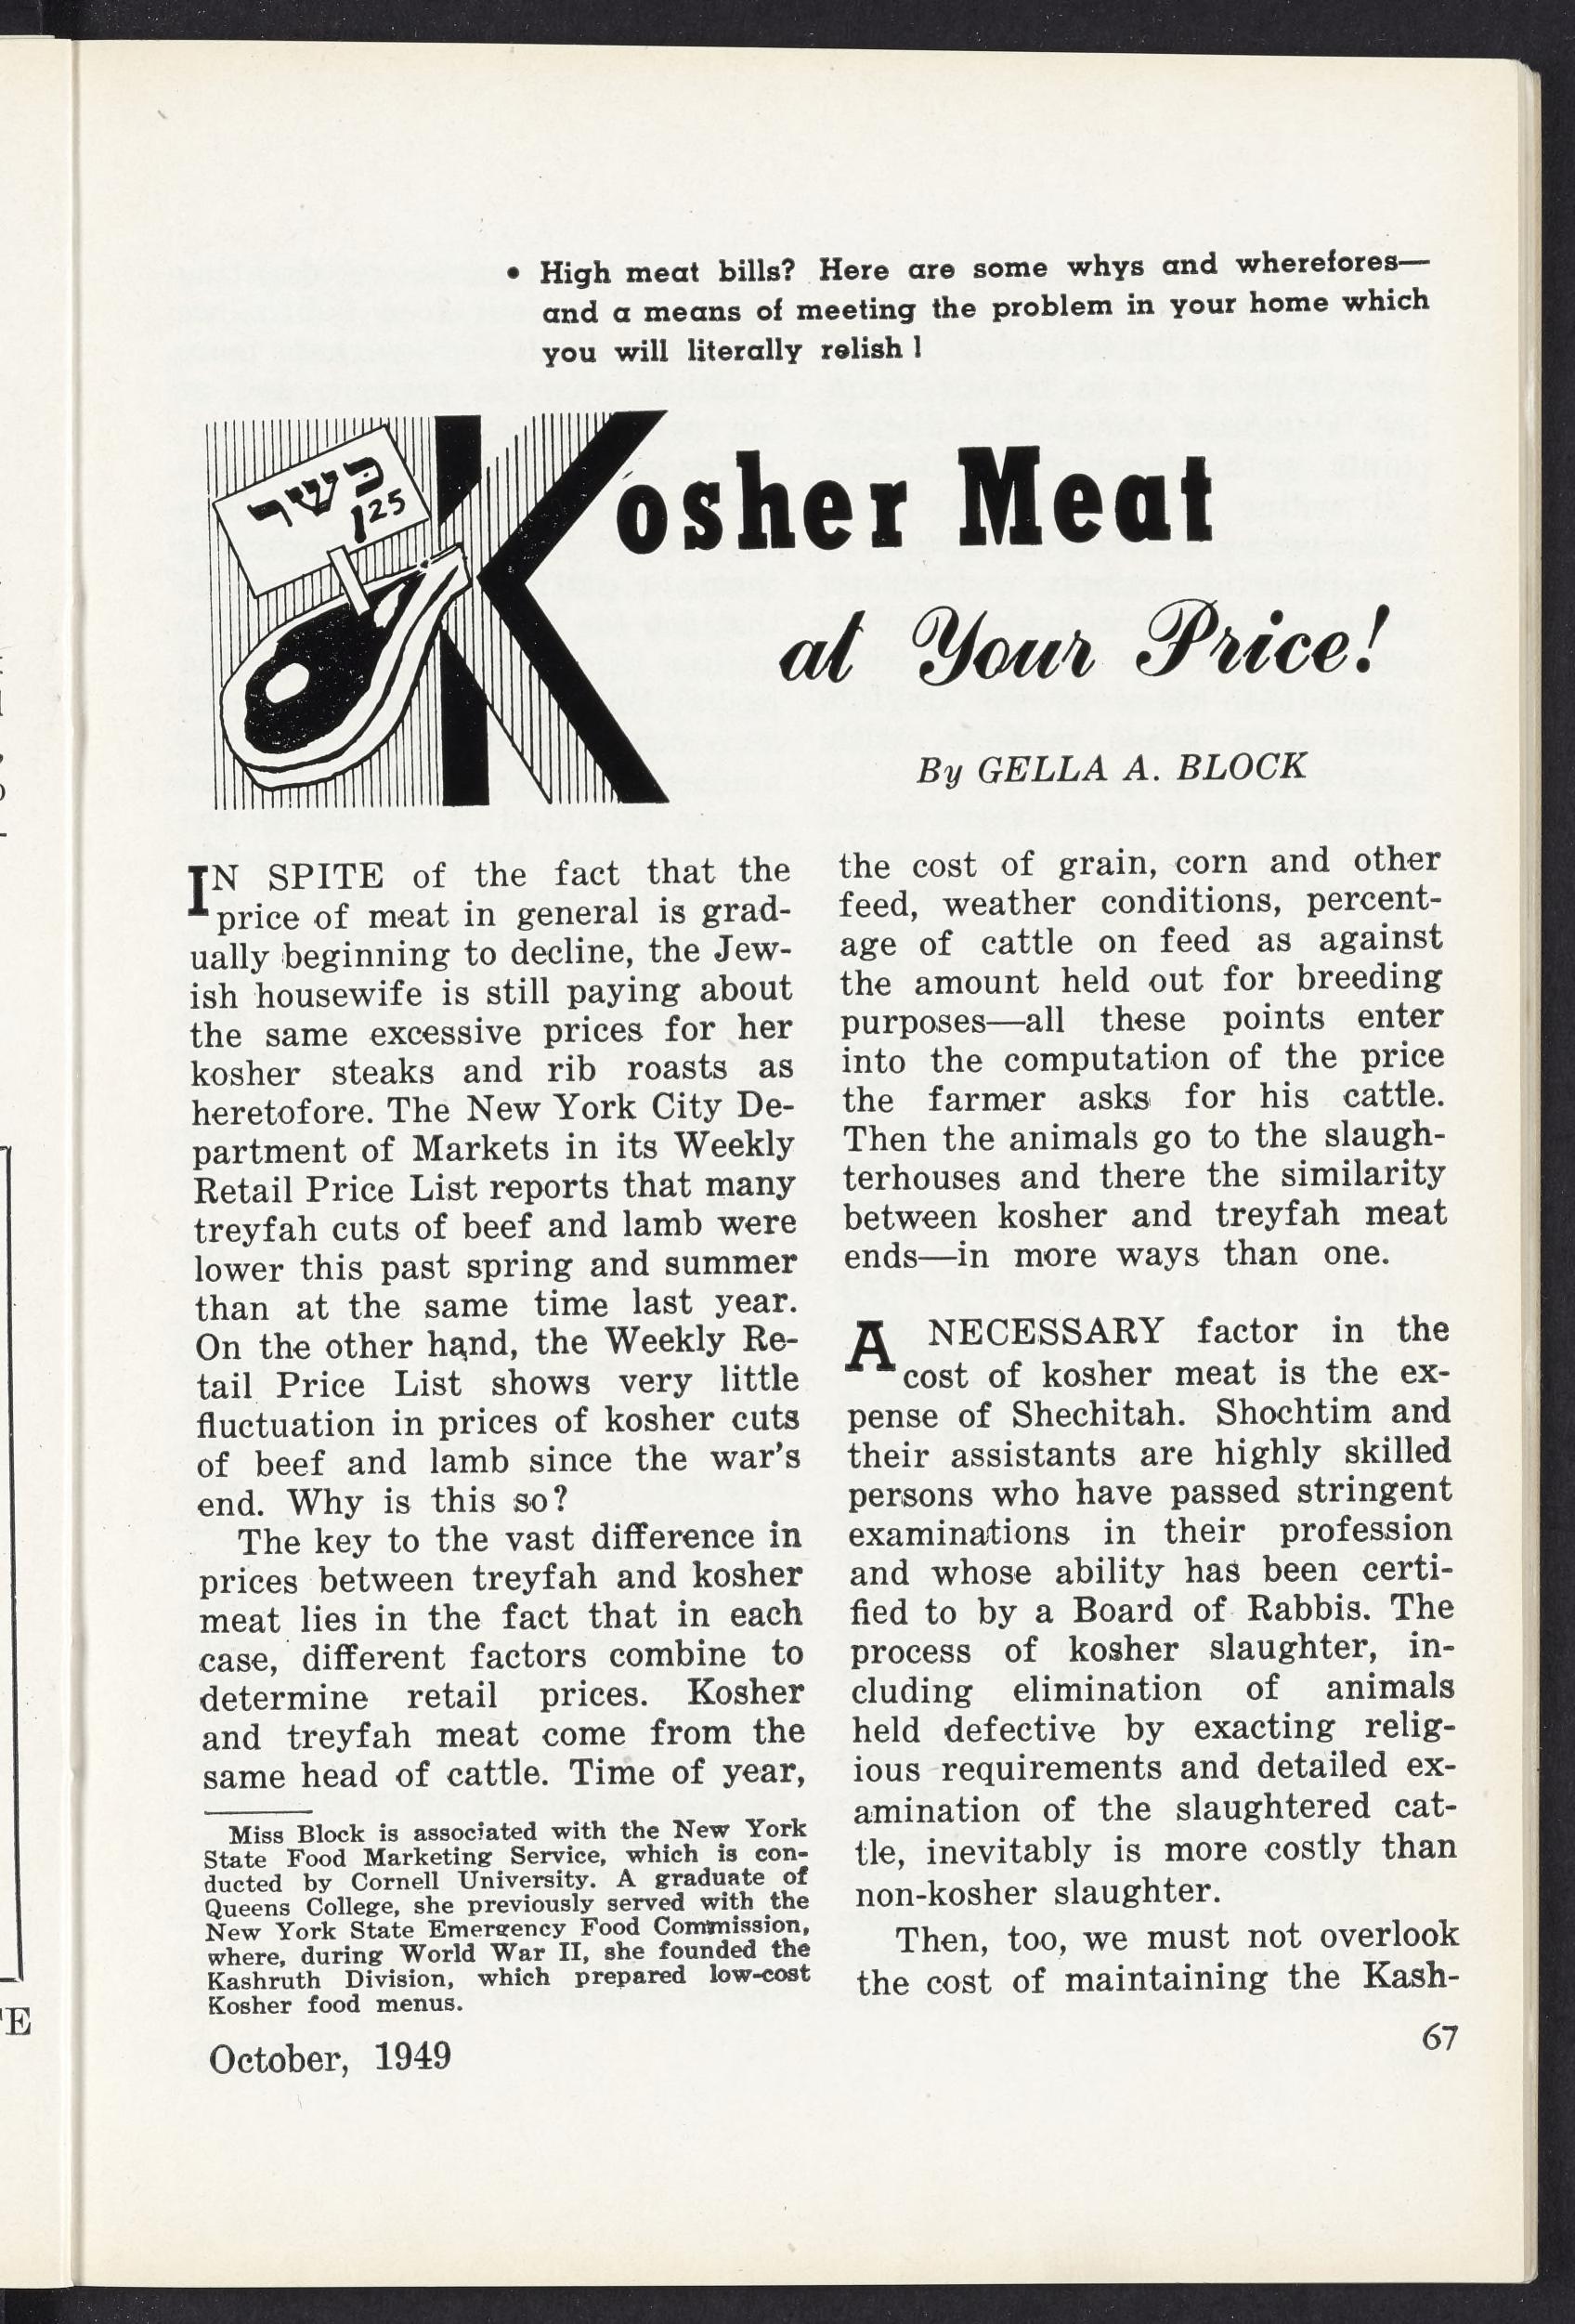 • High meat bills? Here are some whys and wherefores—
and a means of meeting the problem in your home which
you will literally relish!
כשר
1 25
Kosher Meat
at Your Price!
By GELLA A. BLOCK
IN SPITE of the fact that the
price of meat in general is grad-
ually beginning to decline, the Jew-
ish housewife is still paying about
the same excessive prices for her
kosher steaks and rib roasts as
heretofore. The New York City De-
partment of Markets in its Weekly
Retail Price List reports that many
treyfah cuts of beef and lamb were
lower this past spring and summer
than at the same time last year.
On the other hand, the Weekly Re-
tail Price List shows very little
fluctuation in prices of kosher cuts
of beef and lamb since the war's
end. Why is this so?
The key to the vast difference in
prices between treyfah and kosher
meat lies in the fact that in each
case, different factors combine to
determine retail prices. Kosher
and treyfah meat come from the
same head of cattle. Time of year,
Miss Block is associated with the New York
State Food Marketing Service, which is con-
ducted by Cornell University. A graduate of
Queens College, she previously served with the
New York State Emergency Food Commission,
where, during World War II, she founded the
Kashruth Division, which prepared low-cost
Kosher food menus.
the cost of grain, corn and other
feed, weather conditions, percent-
age of cattle on feed as against
the amount held out for breeding
purposes—all these points enter
into the computation of the price
the farmer asks for his cattle.
Then the animals go to the slaugh-
terhouses and there the similarity
between kosher and treyfah meat
ends—in more ways than one.
A NECESSARY factor in the
cost of kosher meat is the ex-
pense of Shechitah. Shochtim and
their assistants are highly skilled
persons who have passed stringent
examinations in their profession
and whose ability has been certi-
fied to by a Board of Rabbis. The
process of kosher slaughter, in-
cluding elimination of animals
held defective by exacting relig-
ious requirements and detailed ex-
amination of the slaughtered cat-
tle, inevitably is more costly than
non-kosher slaughter.
Then, too, we must not overlook
the cost of maintaining the Kash-
October, 1949
67